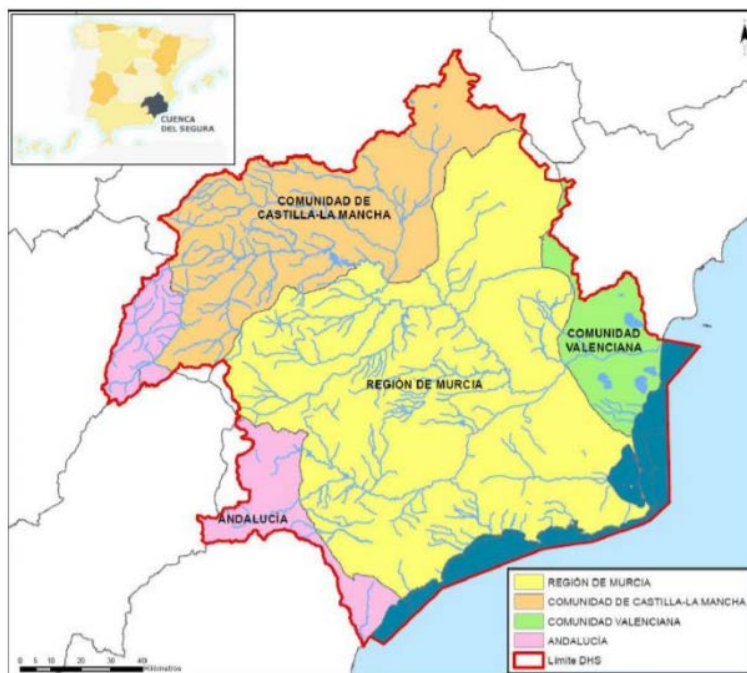 CUENCA
DEL SEGURA
COMUNIDAD DE
CASTILLA-LA MANCHA
COMUNIDAD
VALENCIANA
REGIÓN DE MURCIA
ANDALUCÍA
REGIÓN DE MURCIA
COMUNIDAD DE CASTILLA-LA MANCHA
COMUNIDAD VALENCIANA
ANDALUCÍA
Límite DHS
0 5 10 20 30 40
Kilómetros